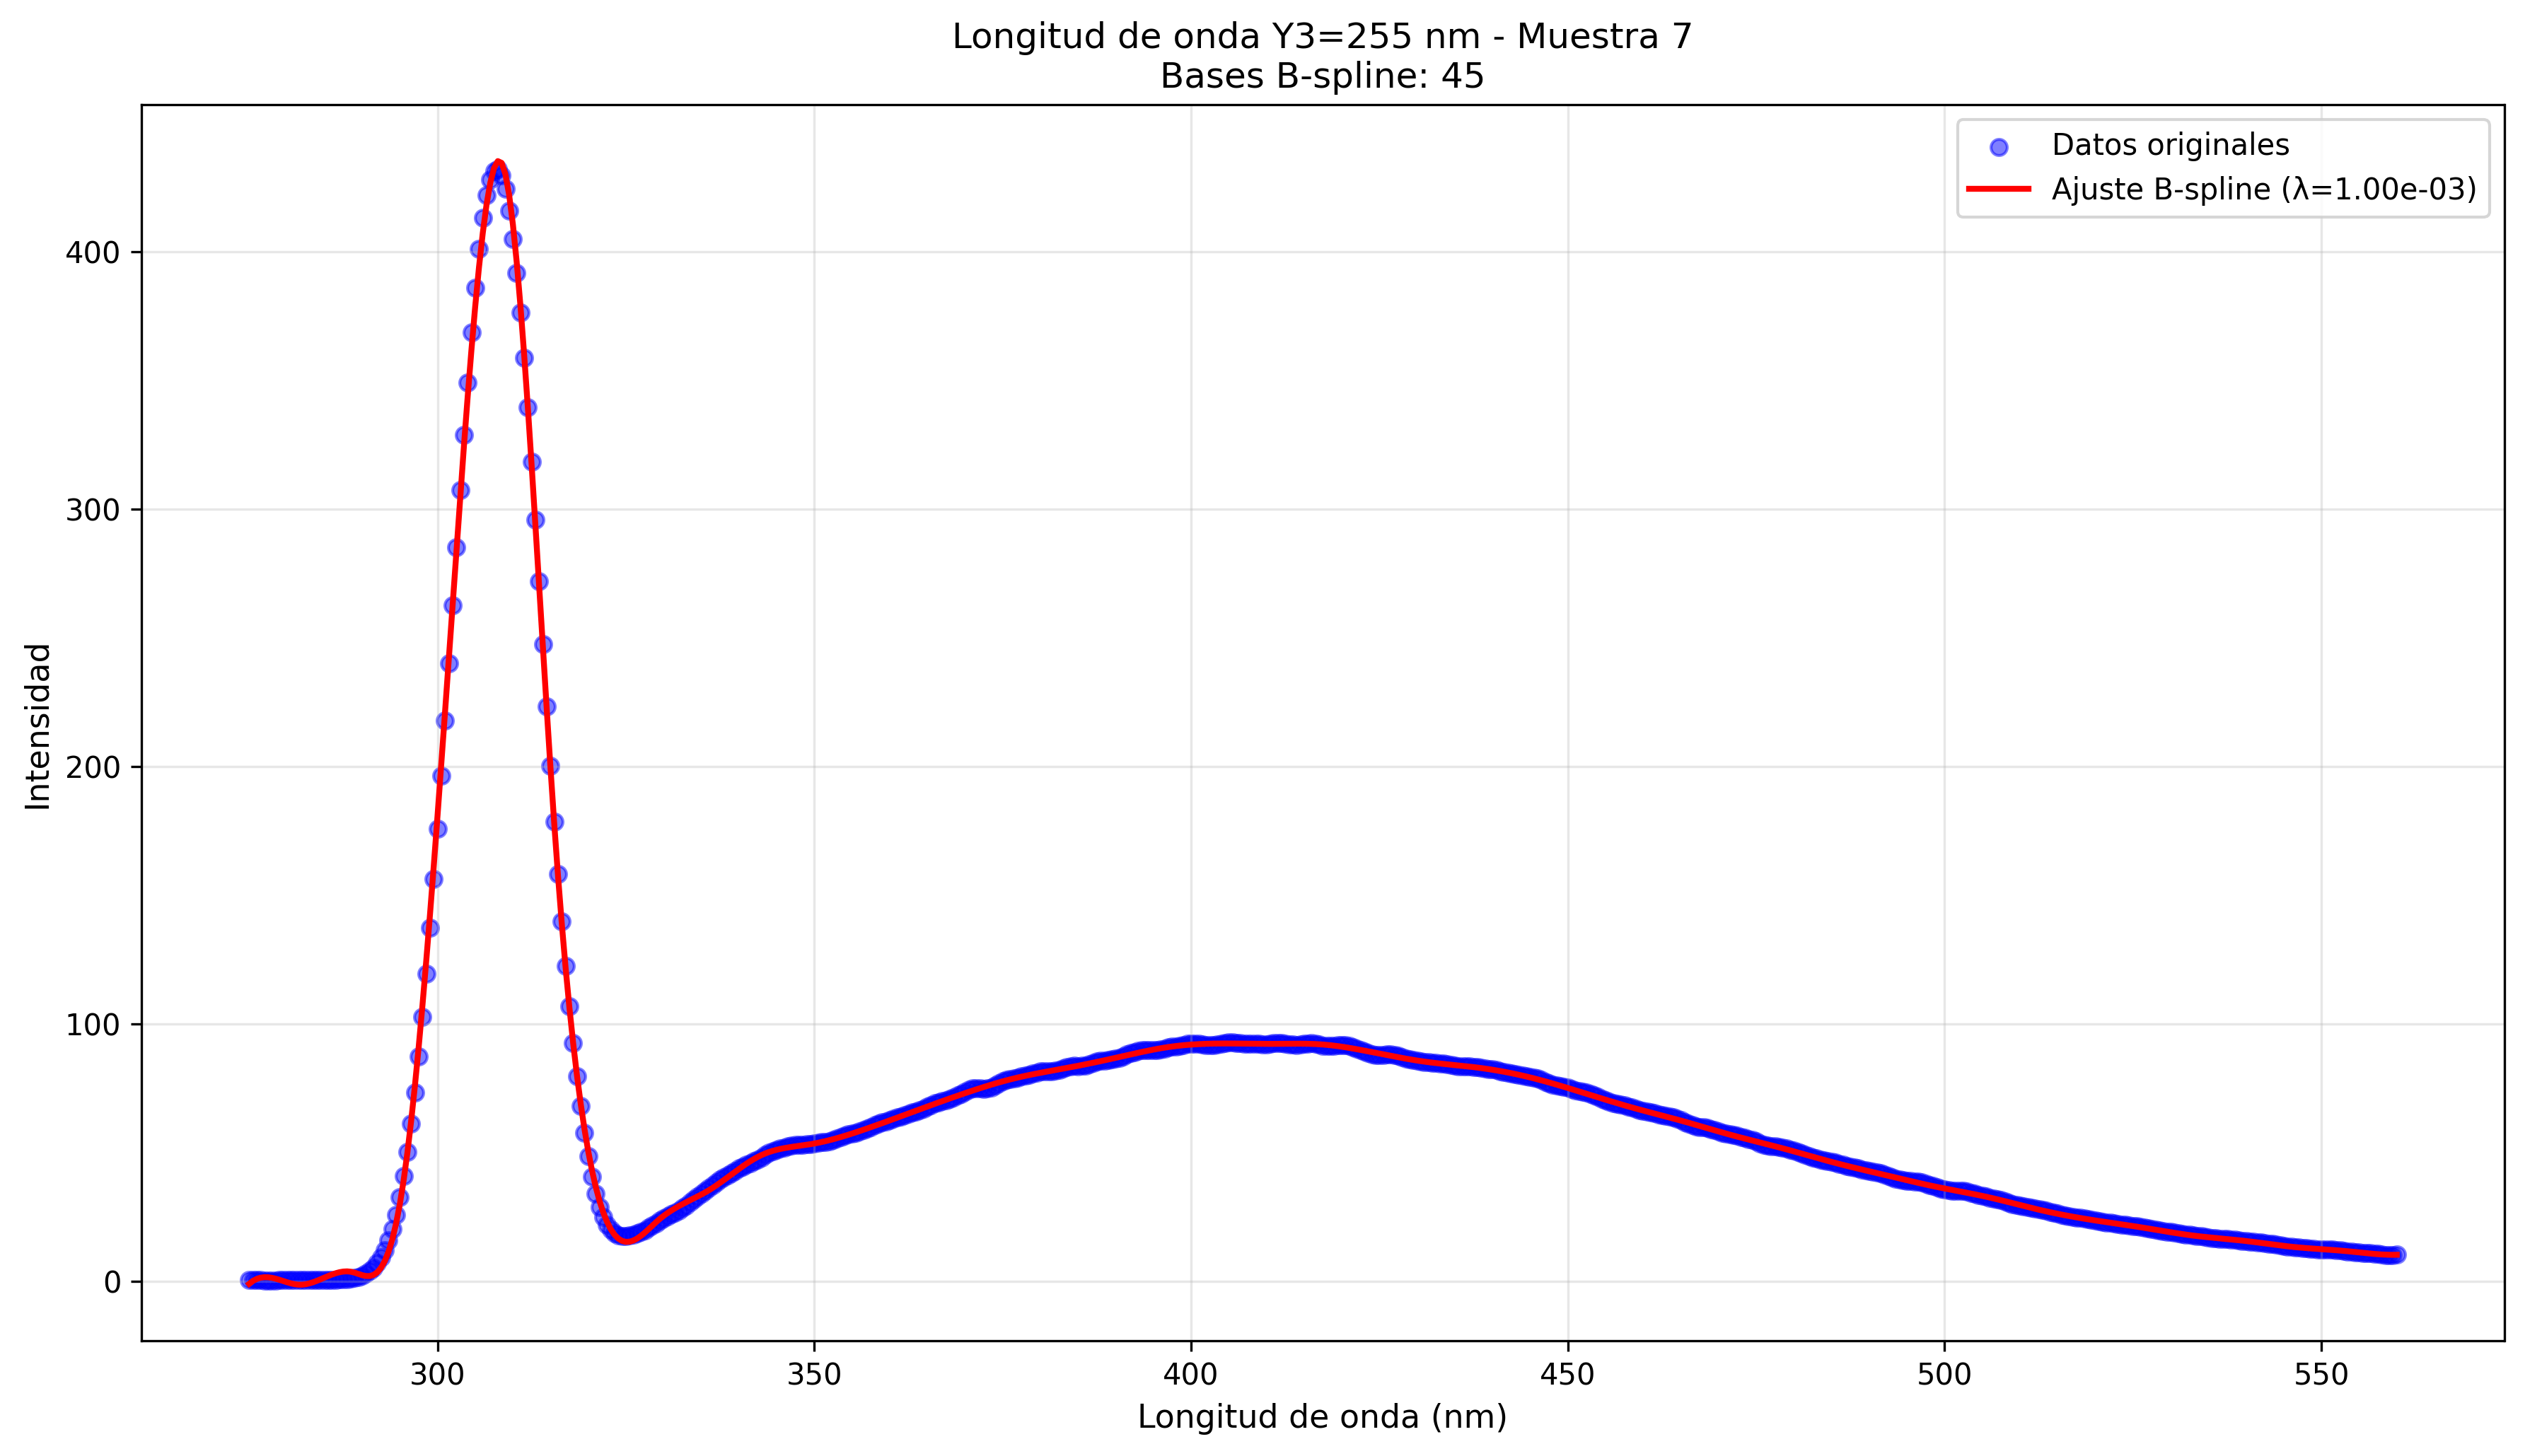 Longitud de onda Y3=255 nm - Muestra 7
Bases B-spline: 45
Datos originales
Ajuste B-spline (λ=1.00e-03)
Intensidad
400
300
200
100
0
300 350 400 450 500 550
Longitud de onda (nm)